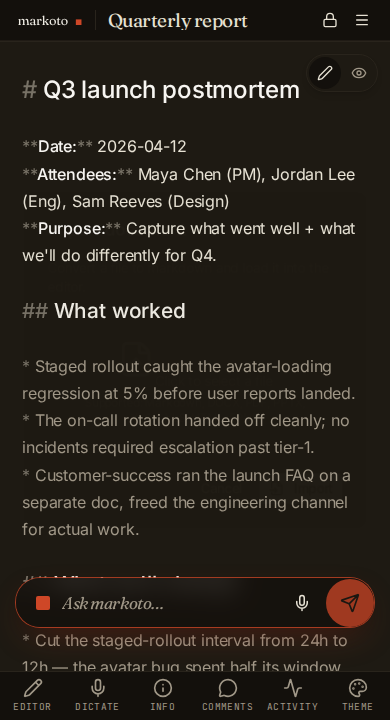 markoto
Quarterly report
# Q3 launch postmortem
**Date:** 2026-04-12
**Attendees:** Maya Chen (PM), Jordan Lee
(Eng), Sam Reeves (Design)
**Purpose:** Capture what went well + what
we'll do differently for Q4.
## What worked
* Staged rollout caught the avatar-loading
regression at 5% before user reports landed.
* The on-call rotation handed off cleanly; no
incidents required escalation past tier-1.
* Customer-success ran the launch FAQ on a
separate doc, freed the engineering channel
for actual work.
Ask markoto...
* Cut the staged-rollout interval from 24h to
12h — the avatar bug spent half its window
EDITOR DICTATE INFO COMMENTS ACTIVITY THEME